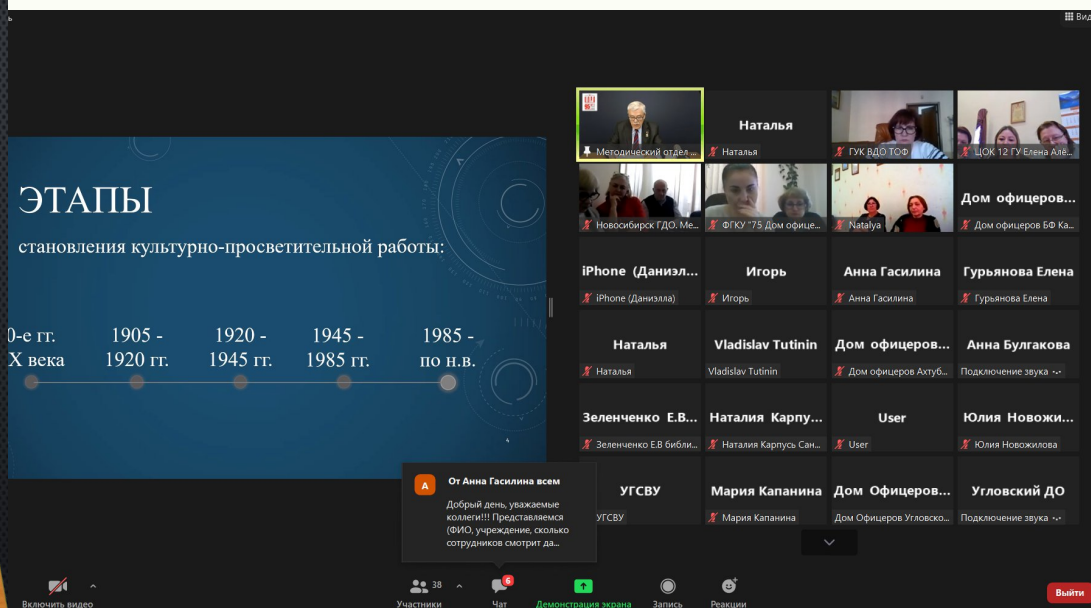 Вид
ЭТАПЫ
становления культурно-просветительной работы:
0-е гг.
X века
1905 -
1920 гг.
1920 -
1945 гг.
1945 -
1985 гг.
1985 -
по н.в.
Методический отдел ...
Наталья
Наталья
ГУК ВДО ТОФ
ЦОК 12 ГУ Елена Алё...
Новосибирск ГДО. Ме...
ФГКУ "75 Дом офице...
Natalya
Дом офицеров...
Дом офицеров БФ Ка...
iPhone (Даниэл...
iPhone (Даниэлла)
Игорь
Игорь
Анна Гасилина
Анна Гасилина
Гурьянова Елена
Гурьянова Елена
Наталья
Наталья
Vladislav Tutinin
Vladislav Tutinin
Дом офицеров...
Дом офицеров Ахтуб...
Анна Булгакова
Подключение звука
Зеленченко Е.В...
Зеленченко Е.В библи...
Наталия Карпу...
Наталия Карпусь Сан...
User
User
Юлия Новожи...
Юлия Новожилова
УГСВУ
УГСВУ
Мария Капанина
Мария Капанина
Дом Офицеров...
Дом Офицеров Угловско...
Угловский ДО
Подключение звука
А
От Анна Гасилина всем
Добрый день, уважаемые
коллеги!!! Представляемся
(ФИО, учреждение, сколько
сотрудников смотрит да...
Включить видео
38
Участники
6
Чат
Демонстрация экрана
Запись
Реакции
Выйти